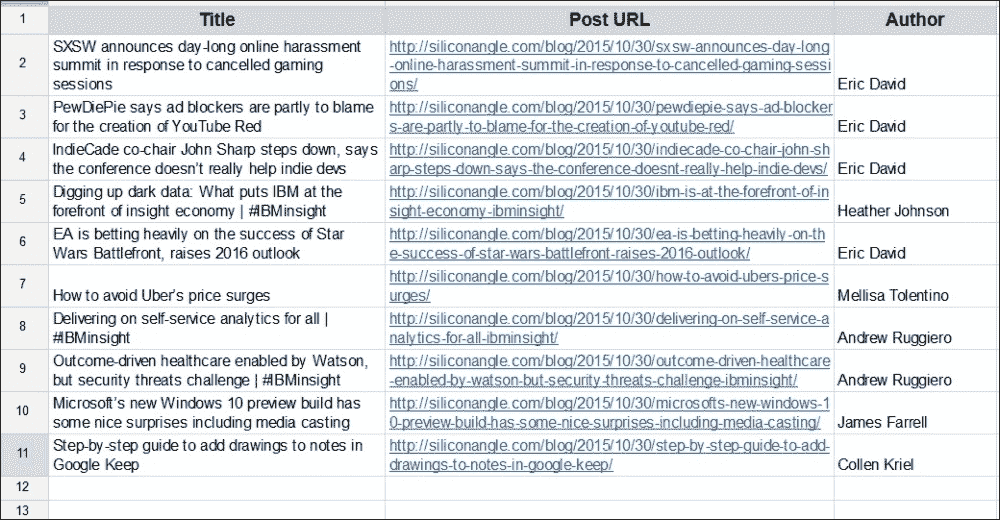 1 Title Post URL Author
SXSW announces day-long online harassment
summit in response to cancelled gaming
sessions
http://siliconangle.com/blog/2015/10/30/sxsw-announces-day-long
-online-harassment-summit-in-response-to-cancelled-gaming-sessi
ons/
2 Eric David
PewDiePie says ad blockers are partly to blame
for the creation of YouTube Red
http://siliconangle.com/blog/2015/10/30/pewdiepie-says-ad-blocker
s-are-partly-to-blame-for-the-creation-of-youtube-red/
3 Eric David
IndieCade co-chair John Sharp steps down, says
the conference doesn't really help indie devs
http://siliconangle.com/blog/2015/10/30/indiecade-co-chair-john-sh
arp-steps-down-says-the-conference-doesnt-really-help-indie-devs/
4 Eric David
Digging up dark data: What puts IBM at the
forefront of insight economy | #IBMinsight
http://siliconangle.com/blog/2015/10/30/ibm-is-at-the-forefront-of-in
sight-economy-ibminsight/
5 Heather Johnson
EA is betting heavily on the success of Star
Wars Battlefront, raises 2016 outlook
http://siliconangle.com/blog/2015/10/30/ea-is-betting-heavily-on-th
e-success-of-star-wars-battlefront-raises-2016-outlook/
6 Eric David
How to avoid Uber's price surges
http://siliconangle.com/blog/2015/10/30/how-to-avoid-ubers-price-s
urges/
7 Mellisa Tolentino
Delivering on self-service analytics for all |
#IBMinsight
http://siliconangle.com/blog/2015/10/30/delivering-on-self-service-a
nalytics-for-all-ibminsight/
8 Andrew Ruggiero
Outcome-driven healthcare enabled by Watson,
but security threats challenge | #IBMinsight
http://siliconangle.com/blog/2015/10/30/outcome-driven-healthcare
-enabled-by-watson-but-security-threats-challenge-ibminsight/
9 Andrew Ruggiero
Microsoft's new Windows 10 preview build has
some nice surprises including media casting
http://siliconangle.com/blog/2015/10/30/microsofts-new-windows-1
0-preview-build-has-some-nice-surprises-including-media-casting/
10 James Farrell
Step-by-step guide to add drawings to notes in
Google Keep
http://siliconangle.com/blog/2015/10/30/step-by-step-guide-to-add-
drawings-to-notes-in-google-keep/
11 Collen Kriel
12
13